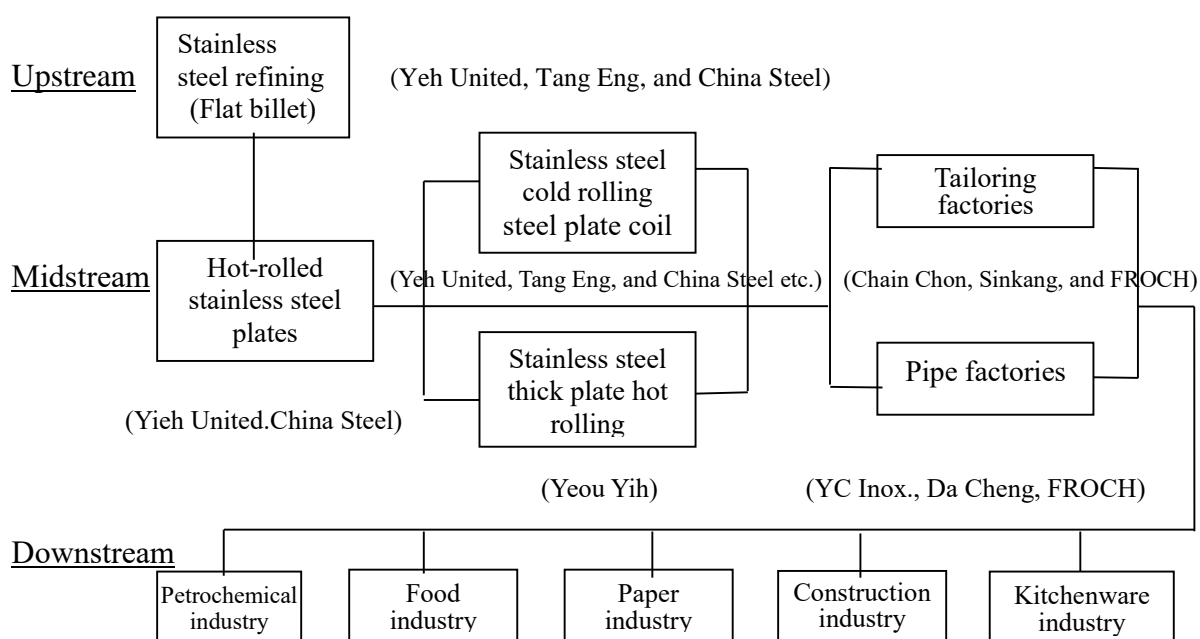 Upstream
Stainless
steel refining
(Flat billet)
(Yeh United, Tang Eng, and China Steel)
Stainless steel
cold rolling
steel plate coil
Tailoring
factories
Midstream
Hot-rolled
stainless steel
plates
(Yeh United, Tang Eng, and China Steel etc.)
(Chain Chon, Sinkang, and FROCH)
Stainless steel
thick plate hot
rolling
Pipe factories
(Yieh United.China Steel)
(Yeou Yih)
(YC Inox., Da Cheng, FROCH)
Downstream
Petrochemical
industry
Food
industry
Paper
industry
Construction
industry
Kitchenware
industry